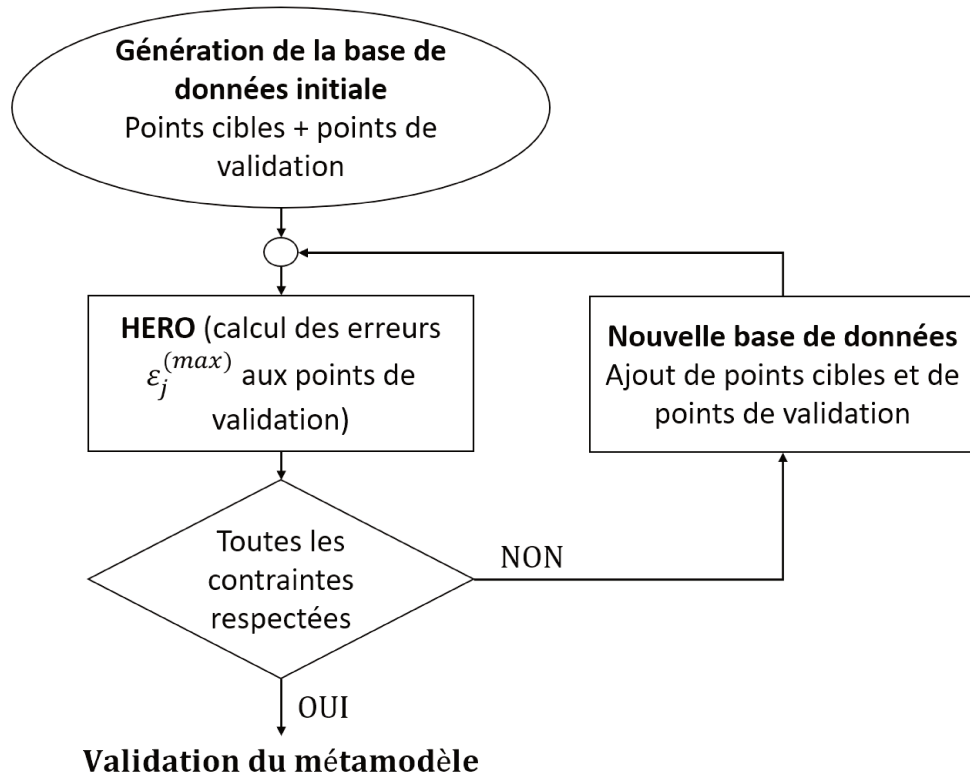 Génération de la base de
données initiale
Points cibles + points de
validation
HERO (calcul des erreurs
ε_j^{(max)} aux points de
validation)
Nouvelle base de données
Ajout de points cibles et de
points de validation
Toutes les
contraintes
respectées
NON
OUI
Validation du métamodèle